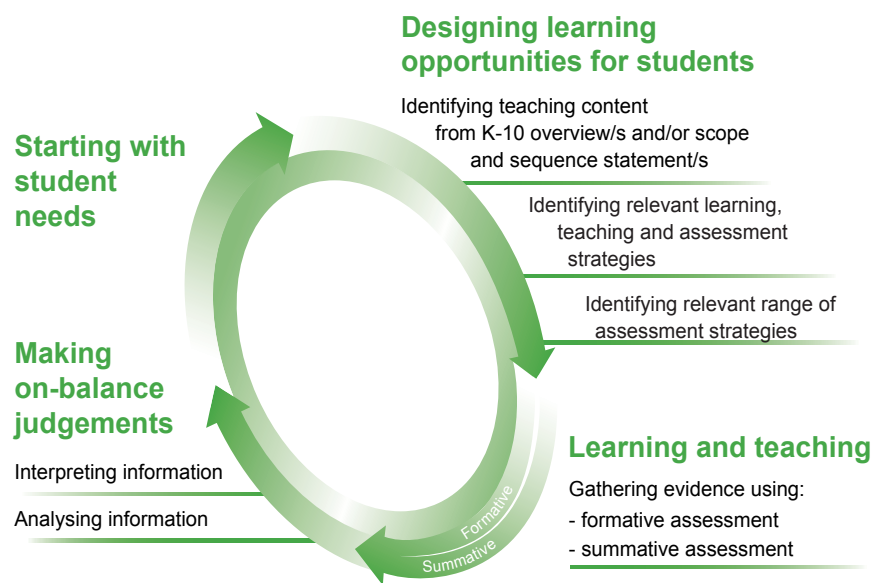 Designing learning
opportunities for students
Identifying teaching content
from K-10 overview/s and/or scope
and sequence statement/s
Identifying relevant learning,
teaching and assessment
strategies
Identifying relevant range of
assessment strategies
Starting with
student
needs
Making
on-balance
judgements
Interpreting information
Analysing information
Learning and teaching
Gathering evidence using:
- formative assessment
- summative assessment
Formative
Summative